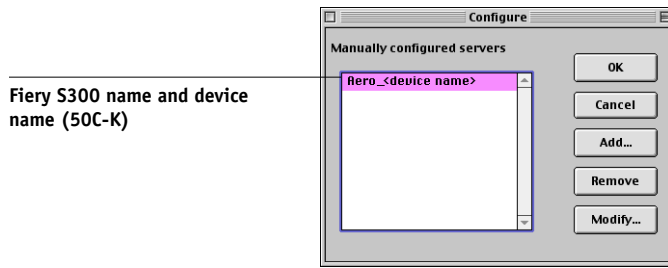 Configure
Manually configured servers
Aero_<device name>
OK
Cancel
Add...
Remove
Modify...
Fiery S300 name and device
name (50C-K)